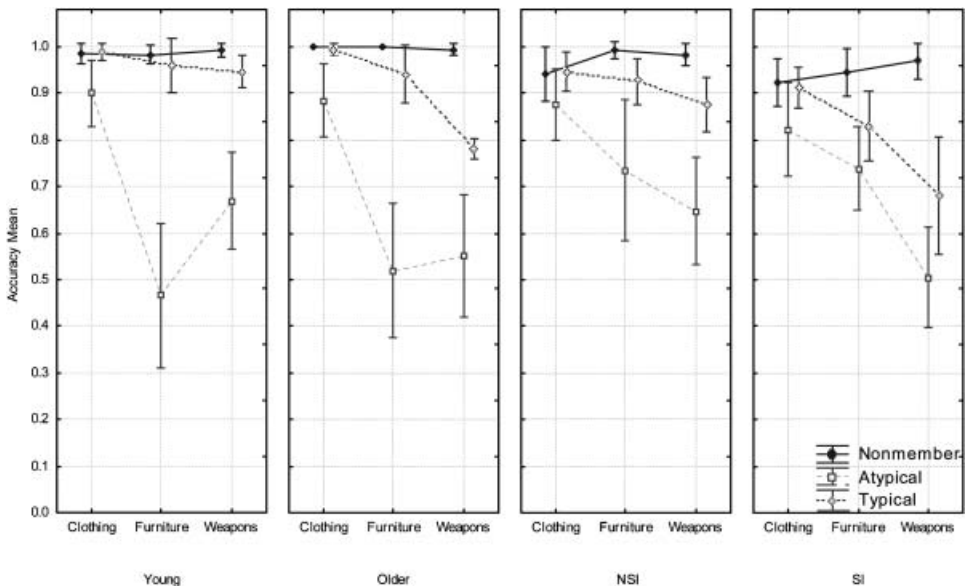 Accuracy Mean
1.0
0.9
0.8
0.7
0.6
0.5
0.4
0.3
0.2
0.1
0.0
Clothing Furniture Weapons
Clothing Furniture Weapons
Clothing Furniture Weapons
Clothing Furniture Weapons
Young
Older
NSI
SI
Nonmember
Atypical
Typical